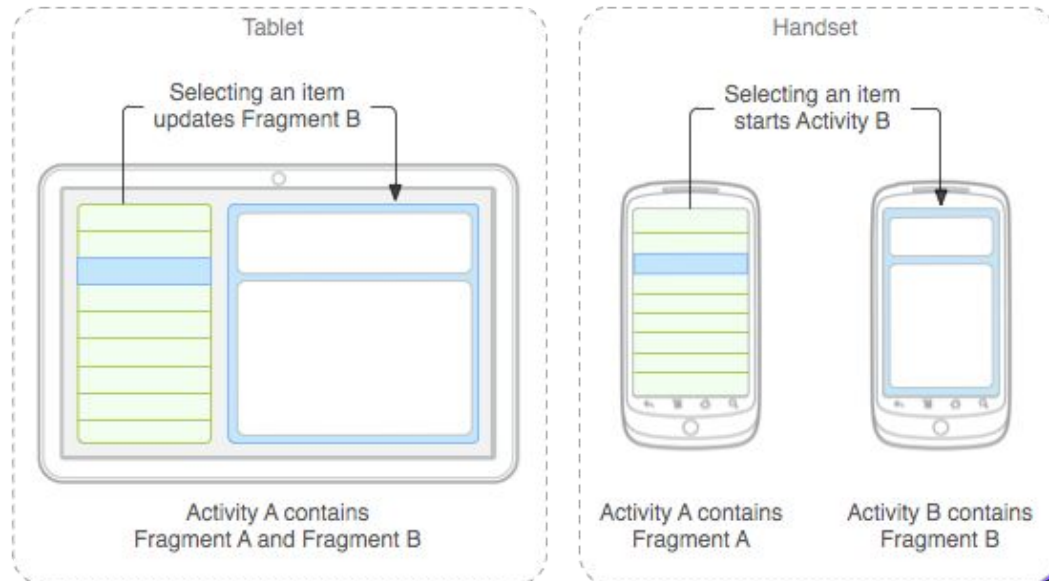 Tablet
Selecting an item
updates Fragment B
Activity A contains
Fragment A and Fragment B
Handset
Selecting an item
starts Activity B
Activity A contains
Fragment A
Activity B contains
Fragment B